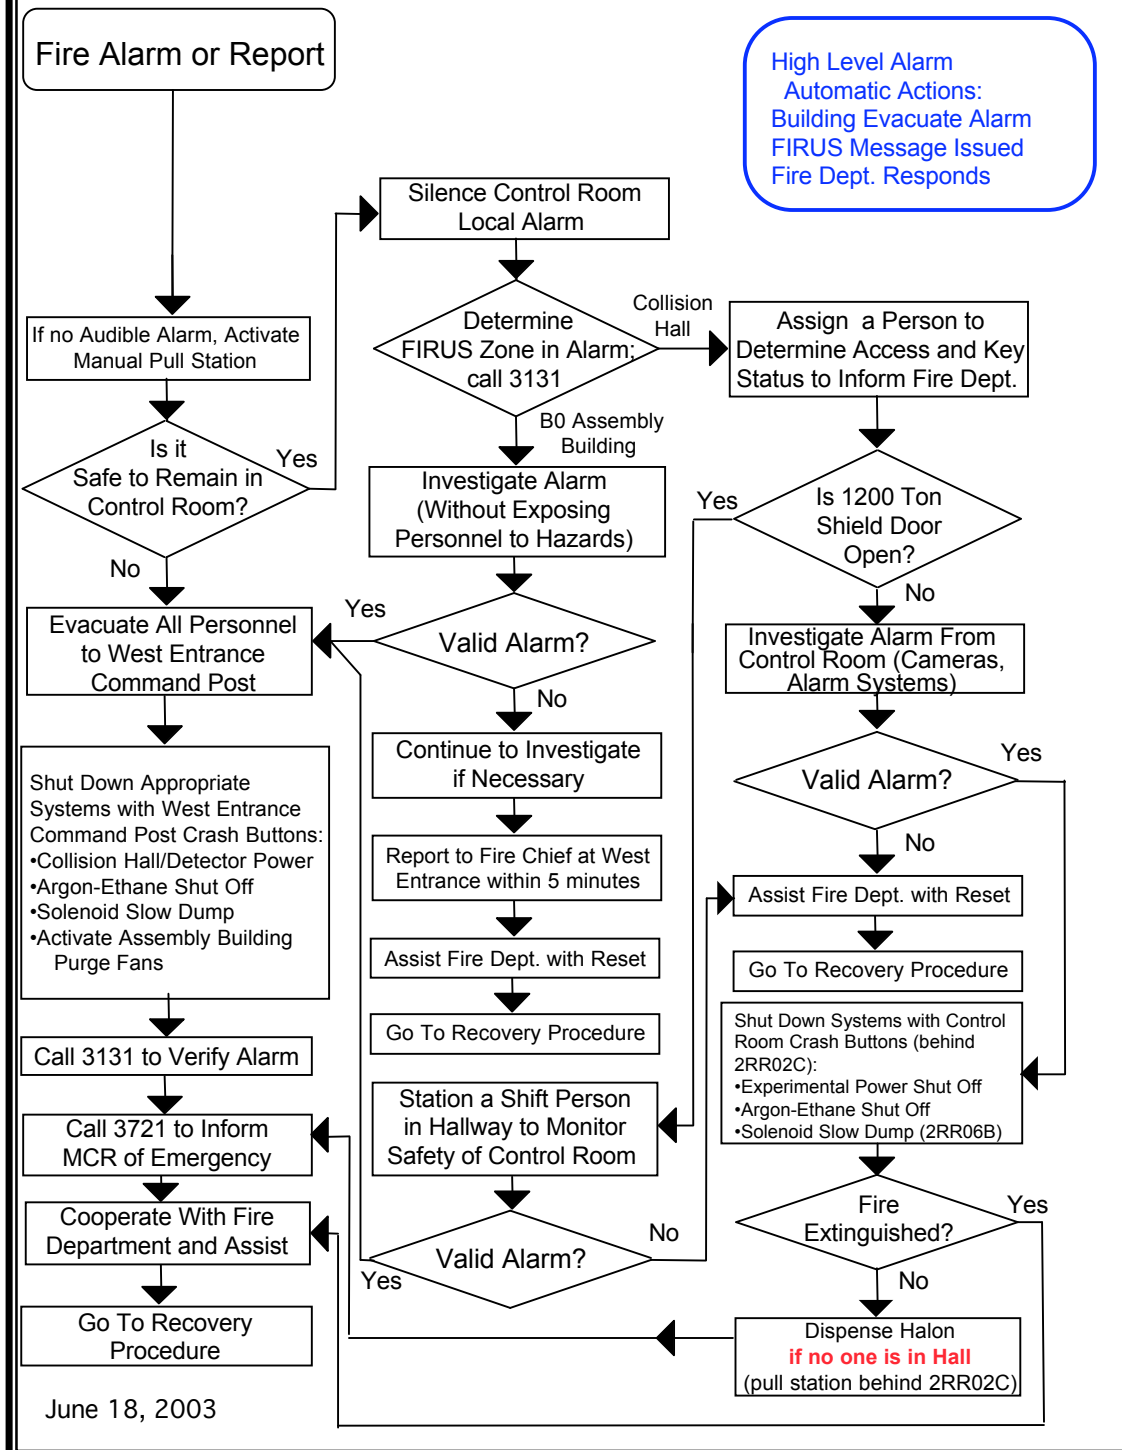 Fire Alarm or Report
High Level Alarm
Automatic Actions:
Building Evacuate Alarm
FIRUS Message Issued
Fire Dept. Responds
Silence Control Room
Local Alarm
If no Audible Alarm, Activate
Manual Pull Station
Determine
FIRUS Zone in Alarm;
call 3131
Collision
Hall
Assign a Person to
Determine Access and Key
Status to Inform Fire Dept.
Is it
Safe to Remain in
Control Room?
Yes
No
B0 Assembly
Building
Investigate Alarm
(Without Exposing
Personnel to Hazards)
Yes
Is 1200 Ton
Shield Door
Open?
No
Evacuate All Personnel
to West Entrance
Command Post
Yes
Valid Alarm?
No
Investigate Alarm From
Control Room (Cameras,
Alarm Systems)
Continue to Investigate
if Necessary
Valid Alarm?
Yes
No
Shut Down Appropriate
Systems with West Entrance
Command Post Crash Buttons:
•Collision Hall/Detector Power
•Argon-Ethane Shut Off
•Solenoid Slow Dump
•Activate Assembly Building
Purge Fans
Report to Fire Chief at West
Entrance within 5 minutes
Assist Fire Dept. with Reset
Assist Fire Dept. with Reset
Go To Recovery Procedure
Go To Recovery Procedure
Shut Down Systems with Control
Room Crash Buttons (behind
2RR02C):
•Experimental Power Shut Off
•Argon-Ethane Shut Off
•Solenoid Slow Dump (2RR06B)
Call 3131 to Verify Alarm
Station a Shift Person
in Hallway to Monitor
Safety of Control Room
Call 3721 to Inform
MCR of Emergency
Fire
Extinguished?
Yes
No
Cooperate With Fire
Department and Assist
Valid Alarm?
No
Yes
Go To Recovery
Procedure
Dispense Halon
if no one is in Hall
(pull station behind 2RR02C)
June 18, 2003